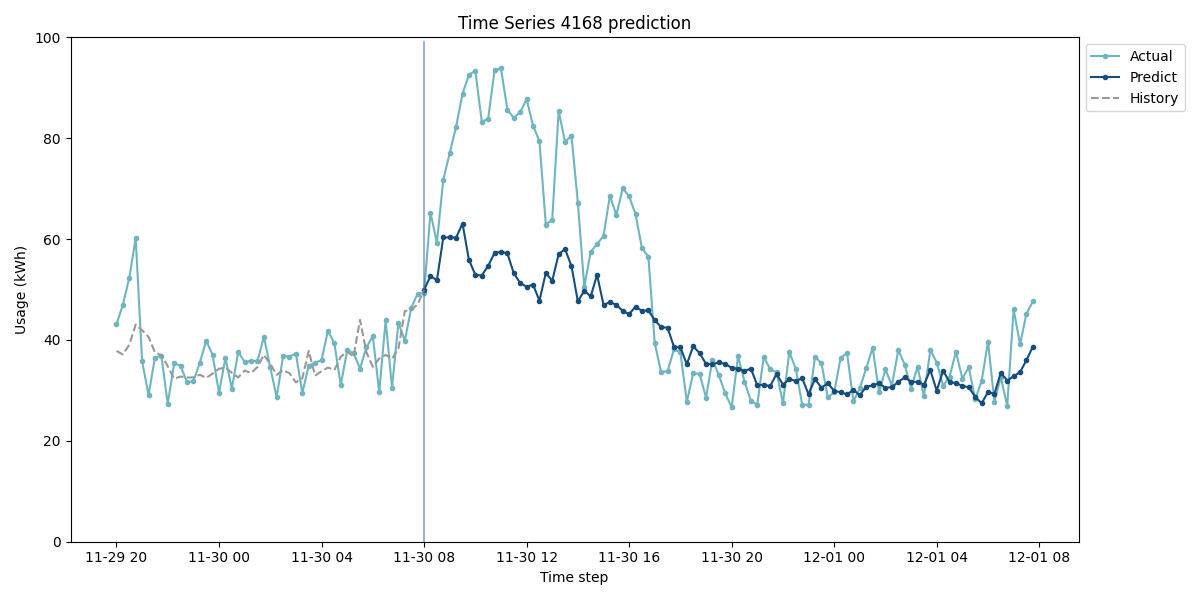 Time Series 4168 prediction
Usage (kWh)
100
80
60
40
20
0
11-29 20
11-30 00
11-30 04
11-30 08
11-30 12
11-30 16
11-30 20
12-01 00
12-01 04
12-01 08
Time step
Actual
Predict
History